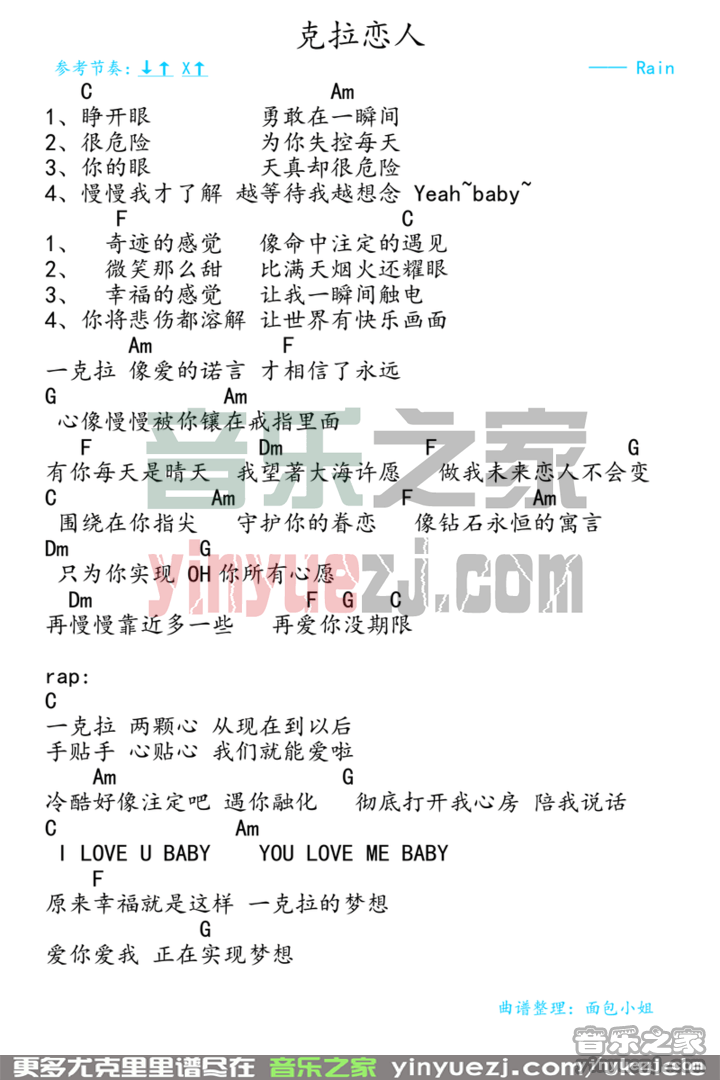 克拉恋人
参考节奏：↓↑ X↑ —— Rain
C Am
1、睁开眼 勇敢在一瞬间
2、很危险 为你失控每天
3、你的眼 天真却很危险
4、慢慢我才了解 越等待我越想念 Yeah~baby~
F C
1、 奇迹的感觉 像命中注定的遇见
2、 微笑那么甜 比满天烟火还耀眼
3、 幸福的感觉 让我一瞬间触电
4、你将悲伤都溶解 让世界有快乐画面
Am F
一克拉 像爱的诺言 才相信了永远
G Am
心像慢慢被你镶在戒指里面
F Dm F G
有你每天是晴天 我望著大海许愿 做我未来恋人不会变
C Am F Am
围绕在你指尖 守护你的眷恋 像钻石永恒的寓言
Dm G
只为你实现 OH 你所有心愿
Dm F G C
再慢慢靠近多一些 再爱你没期限
rap:
C
一克拉 两颗心 从现在到以后
手贴手 心贴心 我们就能爱啦
Am G
冷酷好像注定吧 遇你融化 彻底打开我心房 陪我说话
C Am
I LOVE U BABY YOU LOVE ME BABY
F
原来幸福就是这样 一克拉的梦想
G
爱你爱我 正在实现梦想
曲谱整理：面包小姐
音乐之家
yinyuezj.com
音乐之家
www.yinyuezj.com
更多尤克里里谱尽在 音乐之家 yinyuezj.com/ukulele